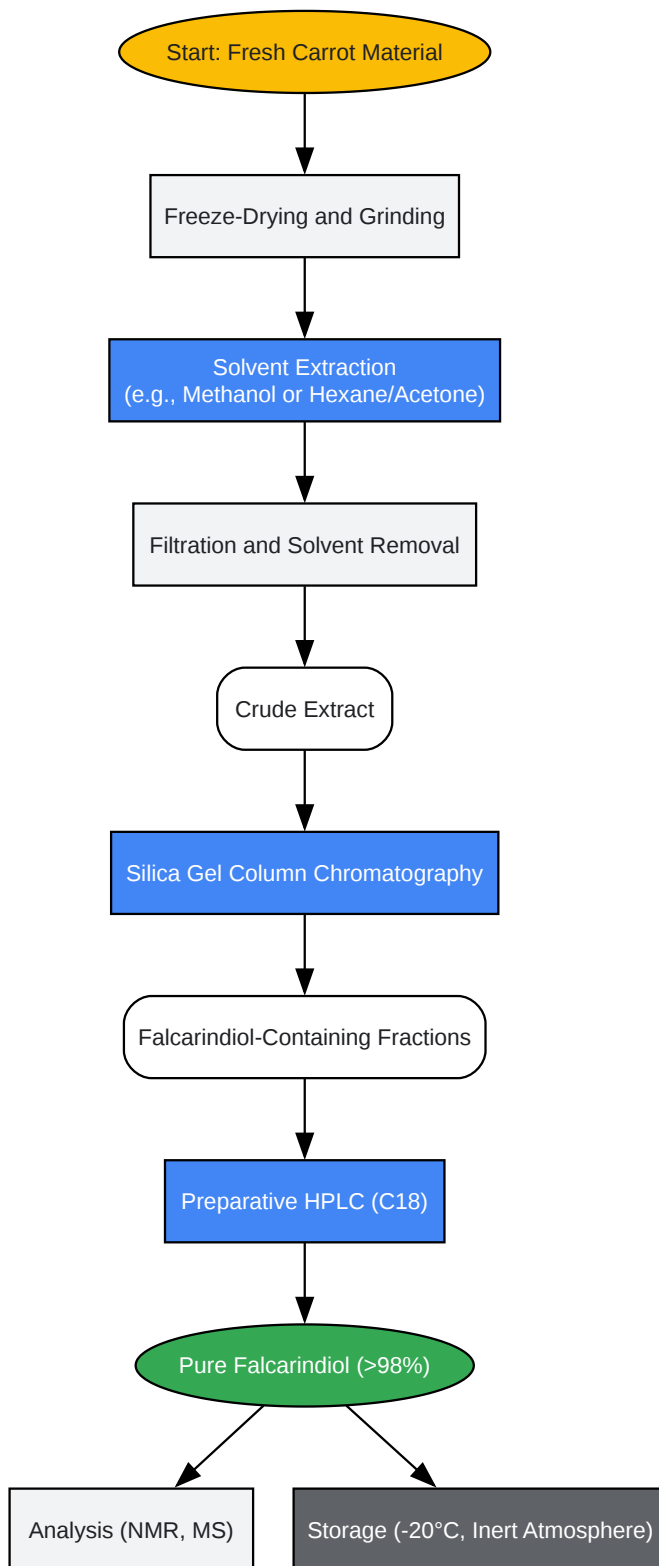 Start: Fresh Carrot Material
Freeze-Drying and Grinding
Solvent Extraction
(e.g., Methanol or Hexane/Acetone)
Filtration and Solvent Removal
Crude Extract
Silica Gel Column Chromatography
Falcarindiol-Containing Fractions
Preparative HPLC (C18)
Pure Falcarindiol (>98%)
Analysis (NMR, MS)
Storage (-20°C, Inert Atmosphere)